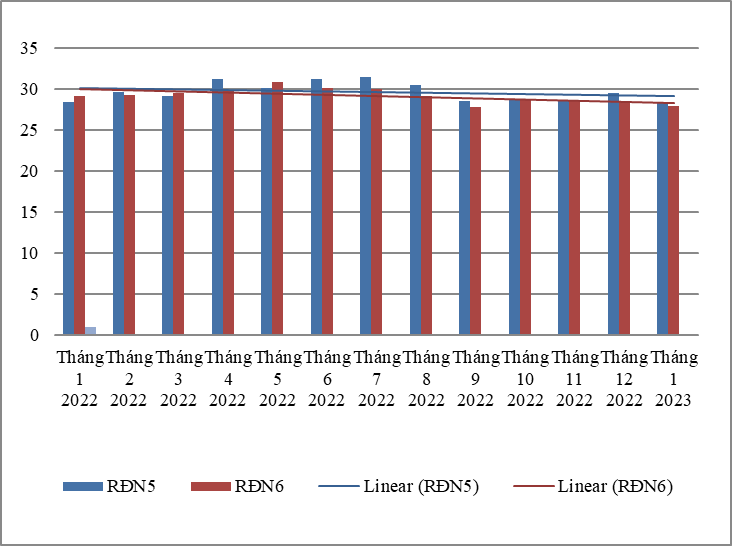 35
30
25
20
15
10
5
0
Tháng Tháng Tháng Tháng Tháng Tháng Tháng Tháng Tháng Tháng Tháng Tháng Tháng
1 2 3 4 5 6 7 8 9 10 11 12 1
2022 2022 2022 2022 2022 2022 2022 2022 2022 2022 2022 2022 2023
RĐN5 RĐN6 Linear (RĐN5) Linear (RĐN6)